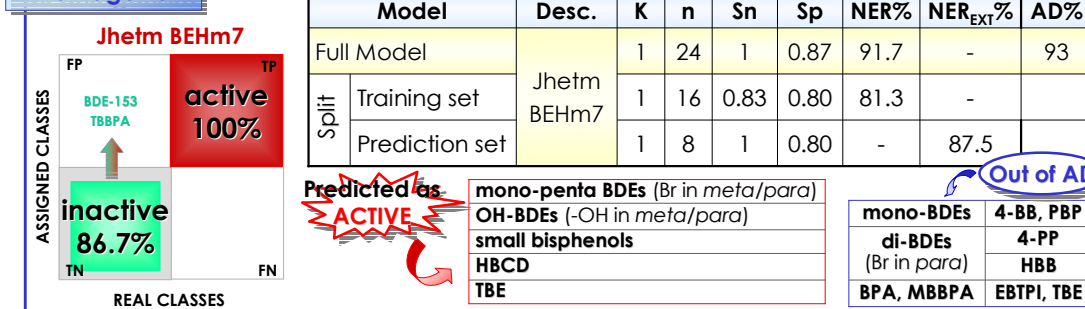 Jhetm BEHm7
FP
TP
BDE-153
TBBPA
active
100%
inactive
86.7%
TN
FN
ASSIGNED CLASSES
REAL CLASSES
Model Desc. K n Sn Sp NER% NEREXT% AD%
Full Model 1 24 1 0.87 91.7 - 93
Jhetm
BEHm7
Split
Training set 1 16 0.83 0.80 81.3 -
Prediction set 1 8 1 0.80 - 87.5
Predicted as
ACTIVE
mono-penta BDEs (Br in meta/para)
OH-BDEs (-OH in meta/para)
small bisphenols
HBCD
TBE
Out of AD
mono-BDEs 4-BB, PBP
di-BDEs 4-PP
(Br in para) HBB
BPA, MBBPA EBTPI, TBE